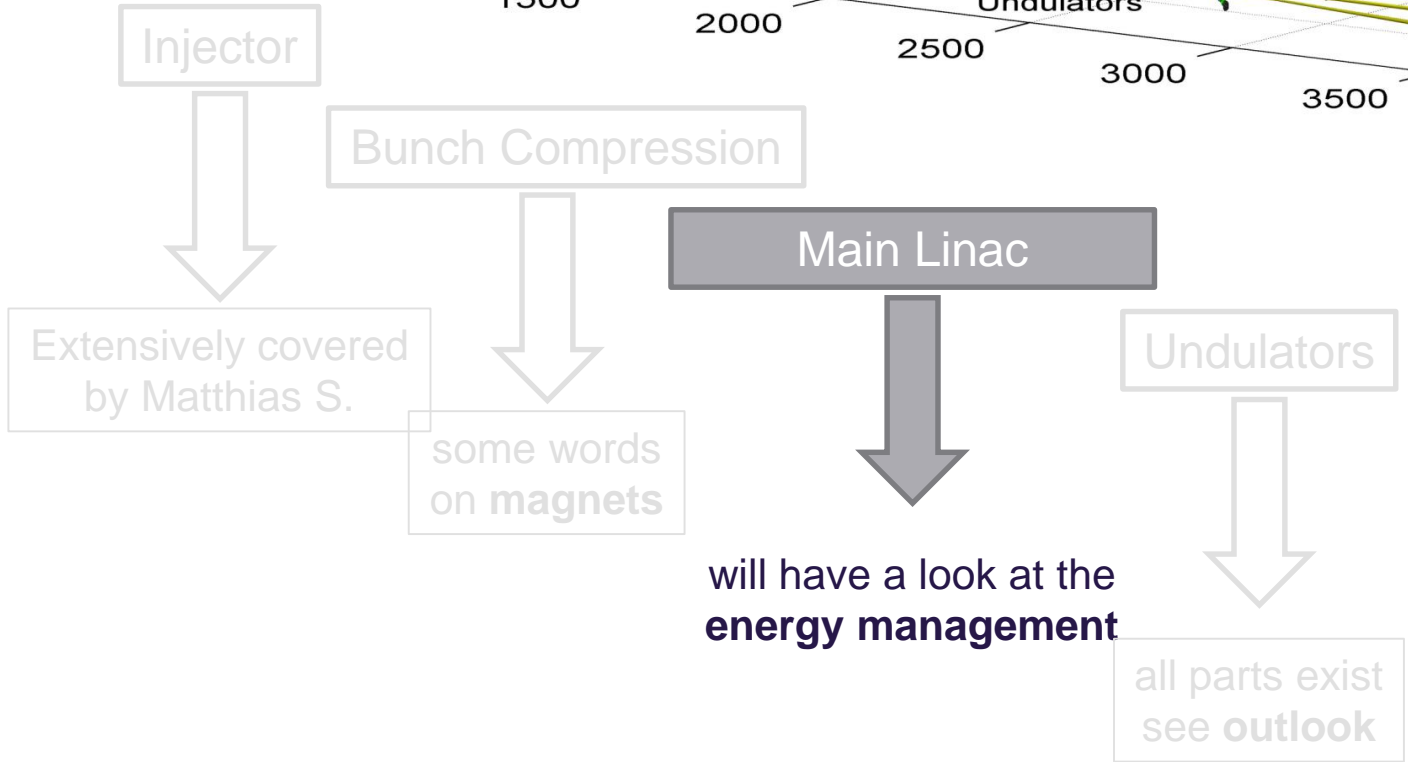 1500
2000
Undulators
2500
3000
3500
Injector
Bunch Compression
Main Linac
Extensively covered
by Matthias S.
Undulators
some words
on magnets
will have a look at the
energy management
all parts exist
see outlook